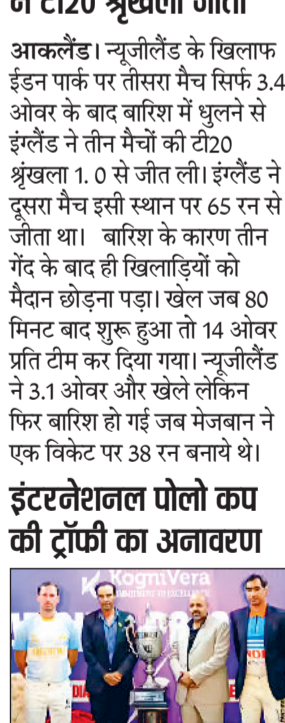 ने टी20 श्रृंखला जीती
आकलैंड। न्यूजीलैंड के खिलाफ
ईडन पार्क पर तीसरा मैच सिर्फ 3.4
ओवर के बाद बारिश में धुलने से
इंग्लैंड ने तीन मैचों की टी20
श्रृंखला 1. 0 से जीत ली। इंग्लैंड ने
दूसरा मैच इसी स्थान पर 65 रन से
जीता था। बारिश के कारण तीन
गेंद के बाद ही खिलाड़ियों को
मैदान छोड़ना पड़ा। खेल जब 80
मिनट बाद शुरू हुआ तो 14 ओवर
प्रति टीम कर दिया गया। न्यूजीलैंड
ने 3.1 ओवर और खेले लेकिन
फिर बारिश हो गई जब मेजबान ने
एक विकेट पर 38 रन बनाये थे।
इंटरनेशनल पोलो कप
की ट्रॉफी का अनावरण
KogniVera